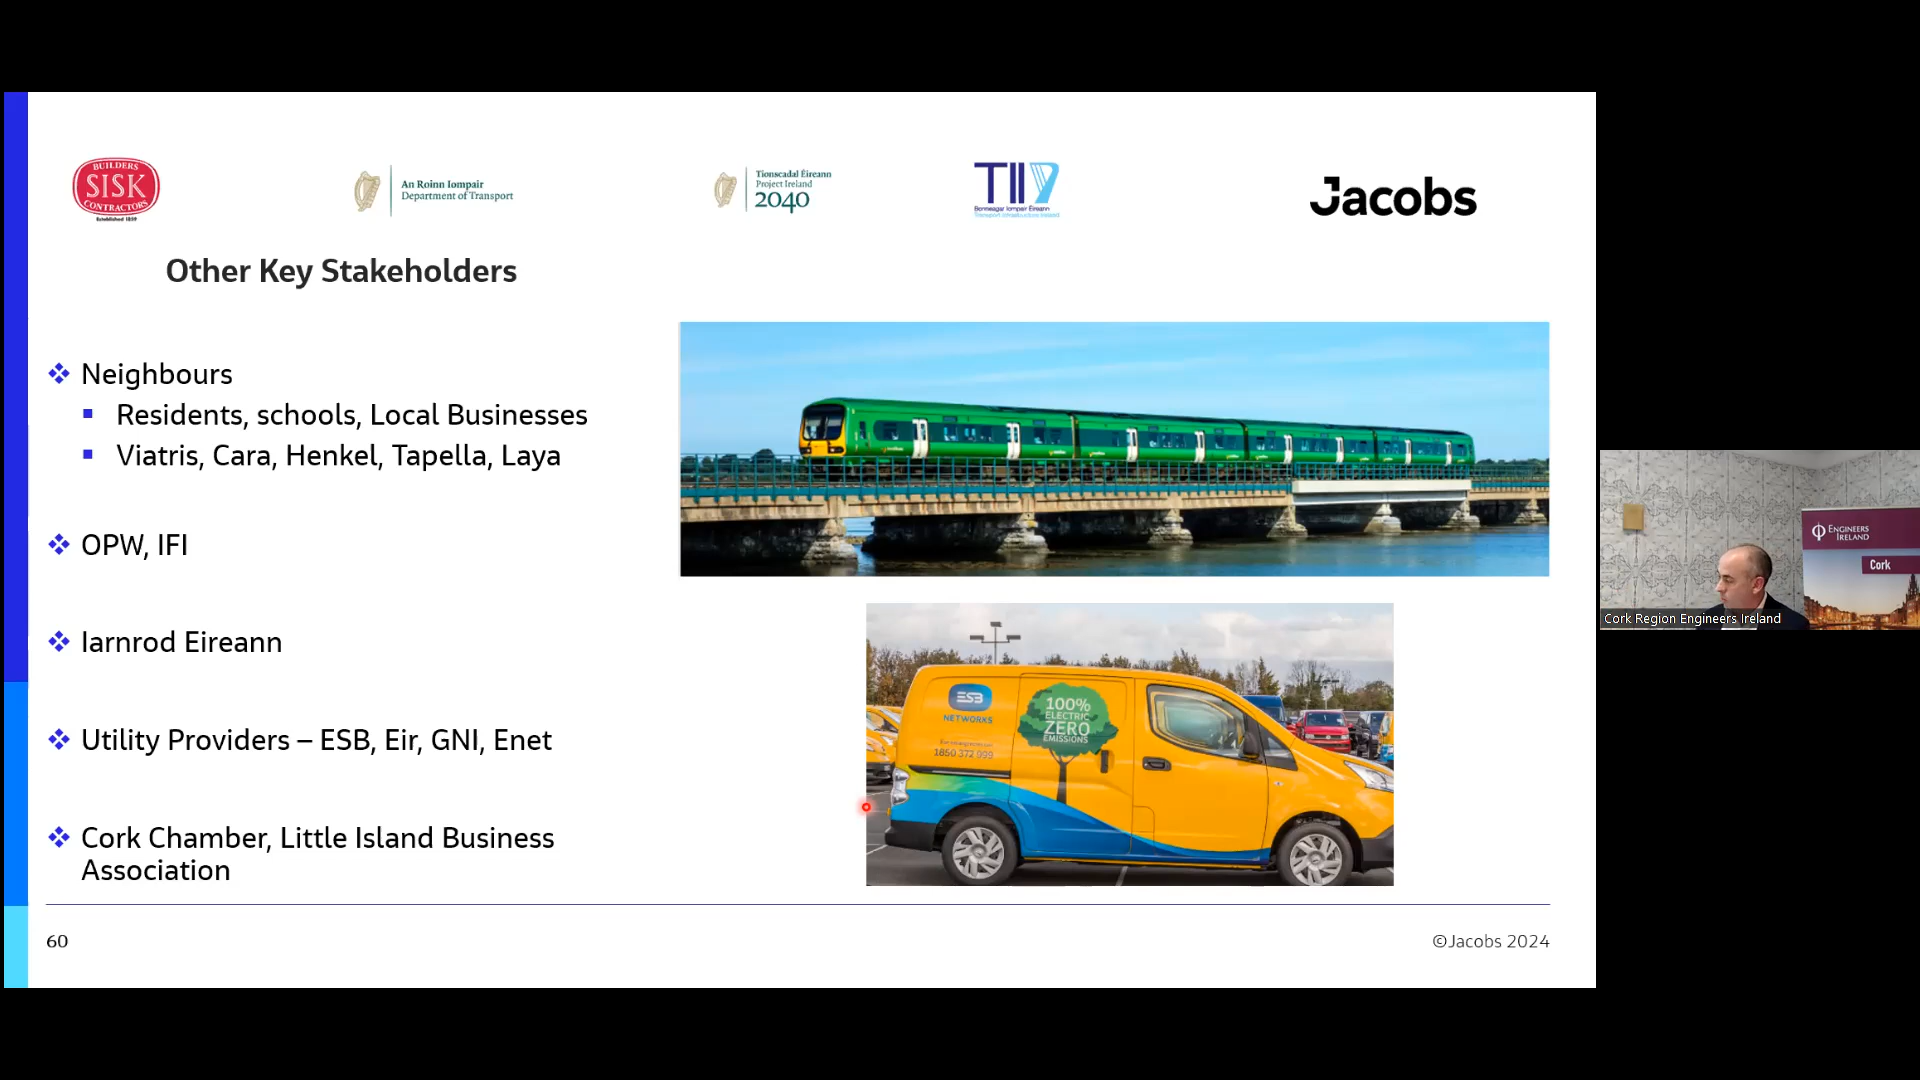 BUILDERS
SISK
CONTRACTORS
Established 1859
An Roinn Iompair
Department of Transport
Tionscadal Éireann
Project Ireland
2040
TII
Bonneagar Iompair Éireann
Transport Infrastructure Ireland
Jacobs
Other Key Stakeholders
Neighbours
Residents, schools, Local Businesses
Viatris, Cara, Henkel, Tapella, Laya
OPW, IFI
Iarnrod Eireann
Utility Providers – ESB, Eir, GNI, Enet
Cork Chamber, Little Island Business
Association
ESB
NETWORKS
1850 372 999
100%
ELECTRIC
ZERO
EMISSIONS
60
©Jacobs 2024
ENGINEERS
IRELAND
Cork
Cork Region Engineers Ireland